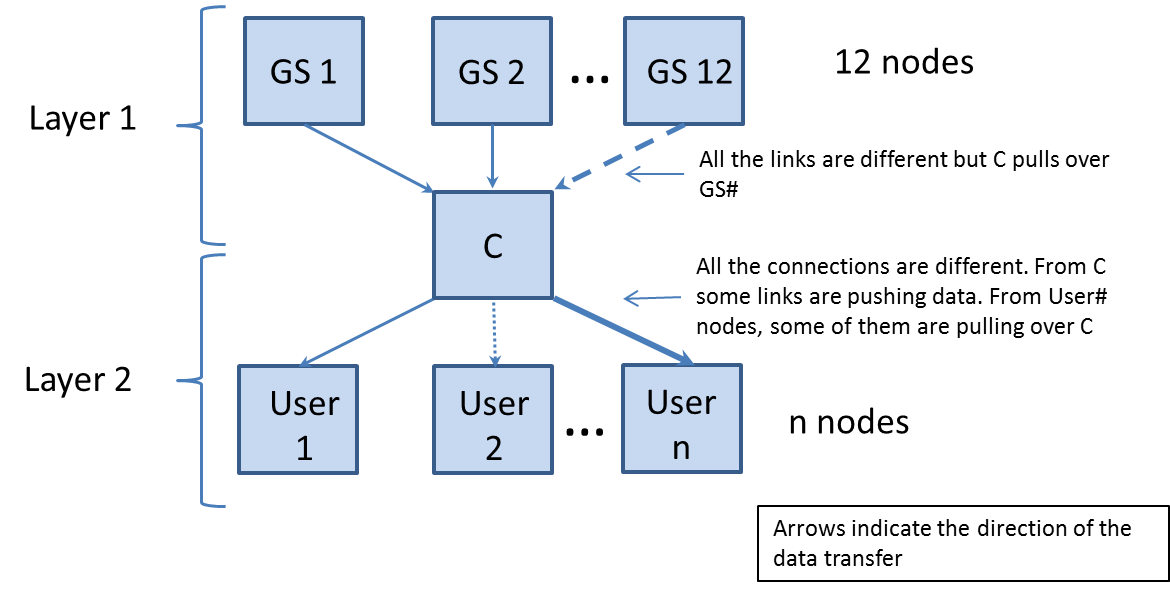 GS 1
GS 2
...
GS 12
12 nodes
Layer 1
All the links are different but C pulls over
GS#
C
All the connections are different. From C
some links are pushing data. From User#
nodes, some of them are pulling over C
Layer 2
User
1
User
2
...
User
n
n nodes
Arrows indicate the direction of the
data transfer